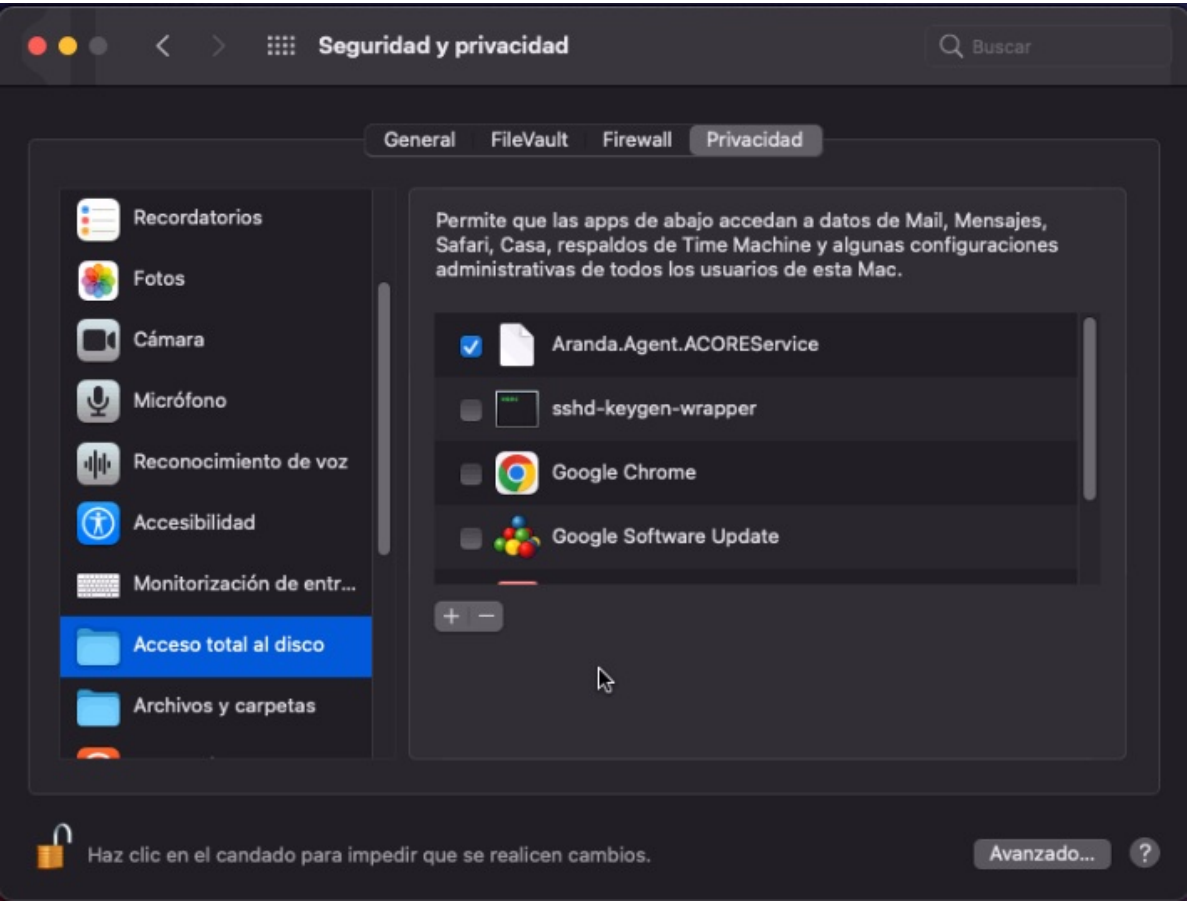 Seguridad y privacidad
Buscar
General
FileVault
Firewall
Privacidad
Recordatorios
Fotos
Cámara
Micrófono
Reconocimiento de voz
Accesibilidad
Monitorización de entr...
Acceso total al disco
Archivos y carpetas
Permite que las apps de abajo accedan a datos de Mail, Mensajes,
Safari, Casa, respaldos de Time Machine y algunas configuraciones
administrativas de todos los usuarios de esta Mac.
Aranda.Agent.ACOREService
sshd-keygen-wrapper
Google Chrome
Google Software Update
Haz clic en el candado para impedir que se realicen cambios.
Avanzado...
?